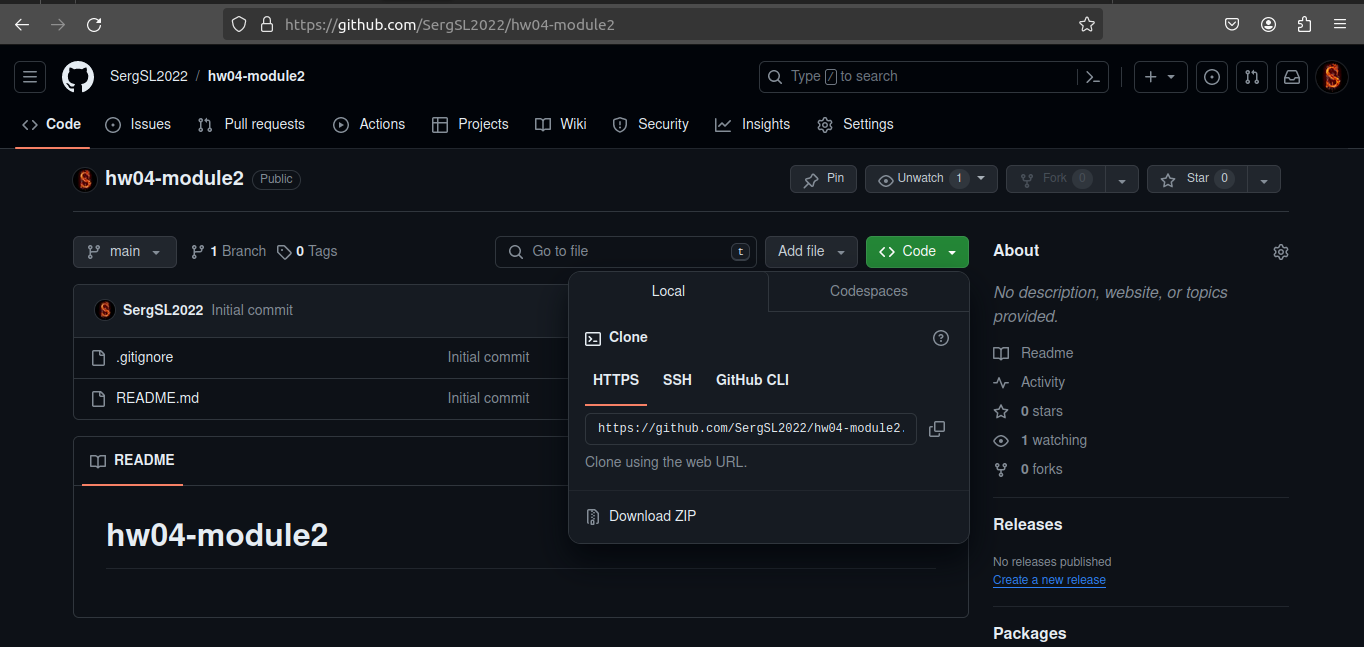 https://github.com/SergSL2022/hw04-module2
SergSL2022 / hw04-module2
Type / to search
Code Issues Pull requests Actions Projects Wiki Security Insights Settings
hw04-module2 Public
Pin Unwatch 1 Fork 0 Star 0
main 1 Branch 0 Tags Go to file t Add file Code
SergSL2022 Initial commit
.gitignore Initial commit
README.md Initial commit
README
hw04-module2
Local Codespaces
Clone
HTTPS SSH GitHub CLI
https://github.com/SergSL2022/hw04-module2.
Clone using the web URL.
Download ZIP
About
No description, website, or topics
provided.
Readme
Activity
0 stars
1 watching
0 forks
Releases
No releases published
Create a new release
Packages